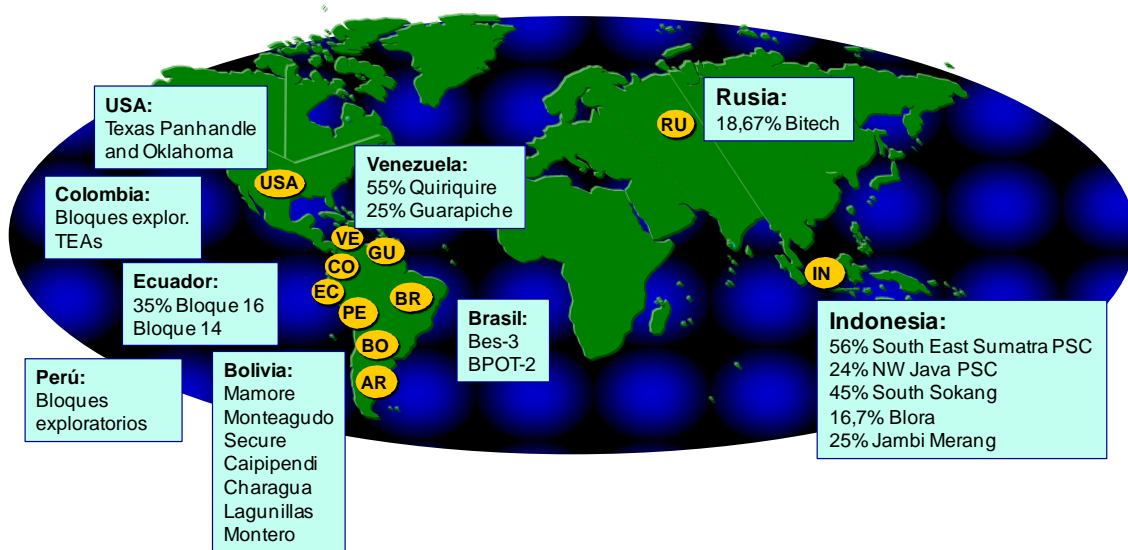 USA:
Texas Panhandle
and Oklahoma
Colombia:
Bloques explor.
TEAs
Ecuador:
35% Bloque 16
Bloque 14
Perú:
Bloques
exploratorios
Bolivia:
Mamore
Monteagudo
Secure
Caipipendi
Charagua
Lagunillas
Montero
Venezuela:
55% Quiriquire
25% Guarapiche
Brasil:
Bes-3
BPOT-2
Rusia:
18,67% Bitech
Indonesia:
56% South East Sumatra PSC
24% NW Java PSC
45% South Sokang
16,7% Blora
25% Jambi Merang
USA
VE
GU
CO
EC
BR
PE
BO
AR
RU
IN